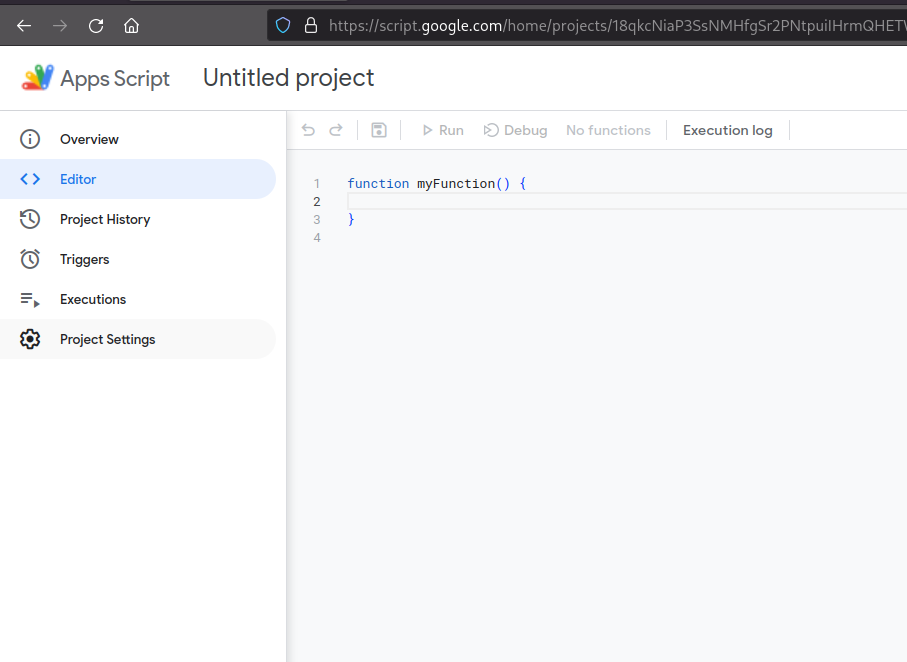 https://script.google.com/home/projects/18qkcNiaP3SsNMHfgSr2PNtpuiIHrmQHETV
Apps Script Untitled project
Overview
Editor
Project History
Triggers
Executions
Project Settings
Run Debug No functions Execution log
1 function myFunction() {
2
3 }
4